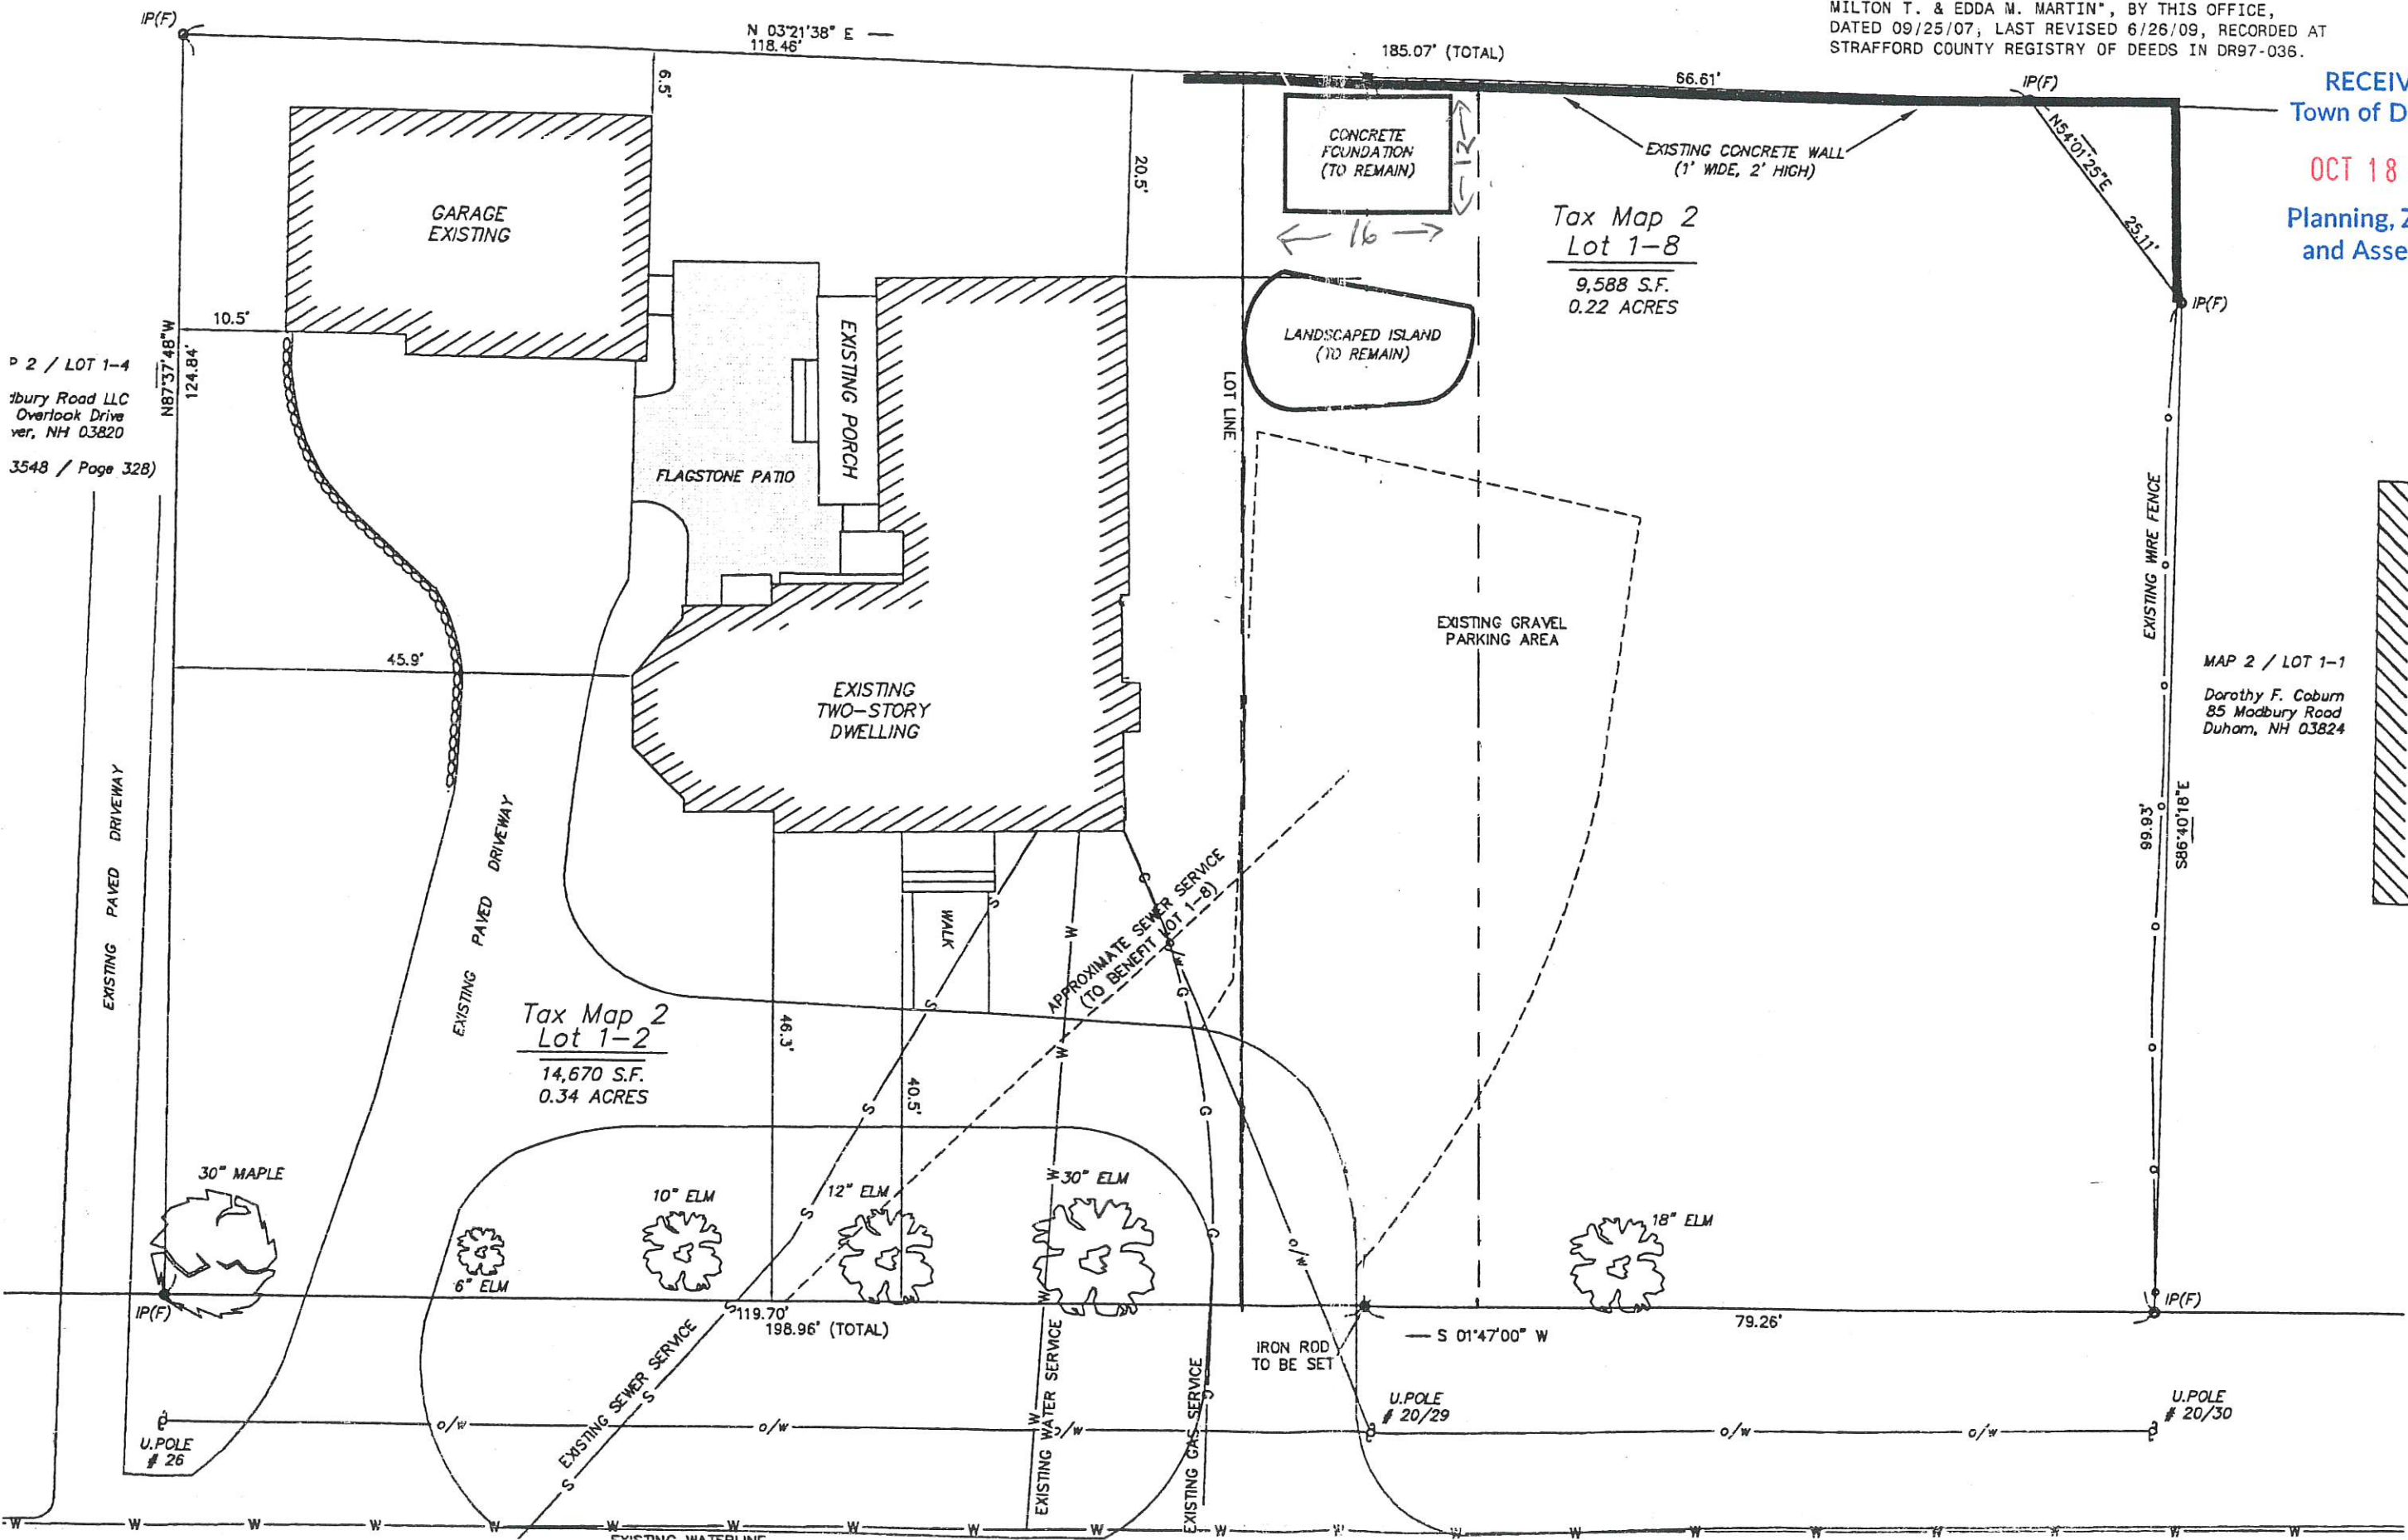 MILTON T. & EDDA M. MARTIN", BY THIS OFFICE,
DATED 09/25/07, LAST REVISED 6/26/09, RECORDED AT
STRAFFORD COUNTY REGISTRY OF DEEDS IN DR97-036.
RECEIV
Town of D
OCT 18
Planning, Z
and Asse
IP(F)
N 03°21'38" E
118.46'
185.07' (TOTAL)
66.61'
IP(F)
N54°01'25"E
25.11'
IP(F)
6.5'
20.5'
CONCRETE
FOUNDATION
(TO REMAIN)
12
16
EXISTING CONCRETE WALL
(1' WIDE, 2' HIGH)
Tax Map 2
Lot 1-8
9,588 S.F.
0.22 ACRES
GARAGE
EXISTING
10.5'
N87°37'48"W
124.84'
P 2 / LOT 1-4
dbury Road LLC
Overlook Drive
ver, NH 03820
3548 / Page 328)
EXISTING PORCH
FLAGSTONE PATIO
LANDSCAPED ISLAND
(TO REMAIN)
LOT LINE
EXISTING WIRE FENCE
EXISTING GRAVEL
PARKING AREA
45.9'
EXISTING
TWO-STORY
DWELLING
MAP 2 / LOT 1-1
Dorothy F. Coburn
85 Madbury Road
Duham, NH 03824
99.93'
S86°40'18"E
EXISTING PAVED DRIVEWAY
EXISTING PAVED DRIVEWAY
WALK
APPROXIMATE SEWER SERVICE
(TO BENEFIT LOT 1-8)
Tax Map 2
Lot 1-2
14,670 S.F.
0.34 ACRES
46.3'
40.5'
30" MAPLE
10" ELM
12" ELM
30" ELM
18" ELM
6" ELM
IP(F)
119.70'
198.96' (TOTAL)
S 01°47'00" W
79.26'
IP(F)
IRON ROD
TO BE SET
EXISTING SEWER SERVICE
EXISTING WATER SERVICE
EXISTING GAS SERVICE
U.POLE
# 26
o/w o/w o/w
U.POLE
# 20/29
o/w o/w
U.POLE
# 20/30
W W W W W W W W W W W W W W W W W W W W
EXISTING WATERLINE